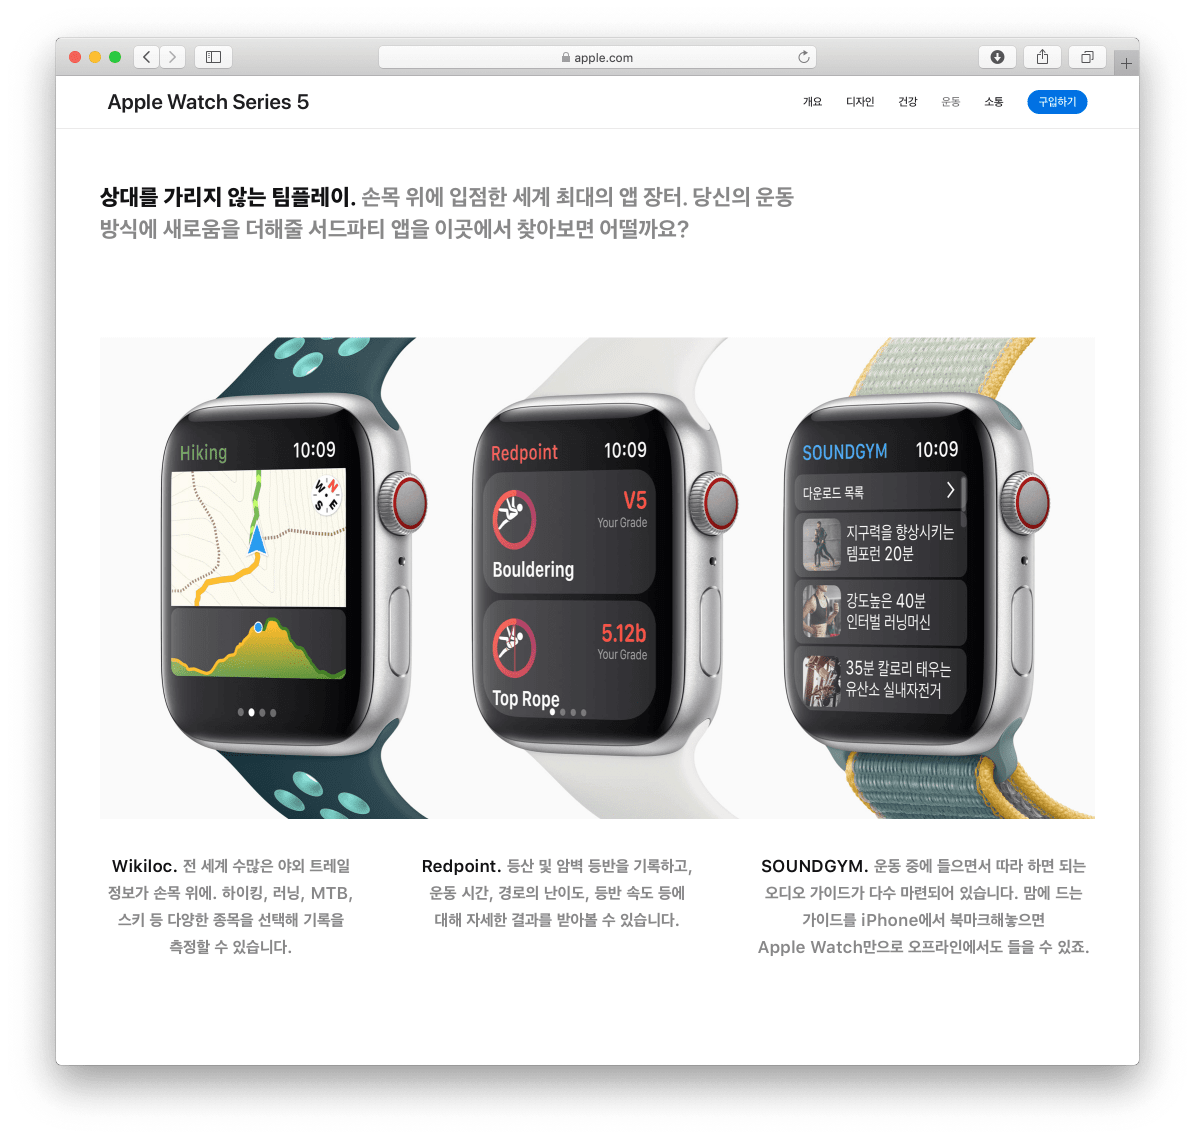 apple.com
Apple Watch Series 5
개요 디자인 건강 운동 소통 구입하기
상대를 가리지 않는 팀플레이. 손목 위에 입점한 세계 최대의 앱 장터. 당신의 운동
방식에 새로움을 더해줄 서드파티 앱을 이곳에서 찾아보면 어떨까요?
Hiking 10:09
N
W
E
S
Redpoint 10:09
V5
Your Grade
Bouldering
5.12b
Your Grade
Top Rope
SOUNDGYM 10:09
다운로드 목록
지구력을 향상시키는
템포런 20분
강도높은 40분
인터벌 러닝머신
35분 칼로리 태우는
유산소 실내자전거
Wikiloc. 전 세계 수많은 야외 트레일
정보가 손목 위에. 하이킹, 러닝, MTB,
스키 등 다양한 종목을 선택해 기록을
측정할 수 있습니다.
Redpoint. 등산 및 암벽 등반을 기록하고,
운동 시간, 경로의 난이도, 등반 속도 등에
대해 자세한 결과를 받아볼 수 있습니다.
SOUNDGYM. 운동 중에 들으면서 따라 하면 되는
오디오 가이드가 다수 마련되어 있습니다. 맘에 드는
가이드를 iPhone에서 북마크해놓으면
Apple Watch만으로 오프라인에서도 들을 수 있죠.